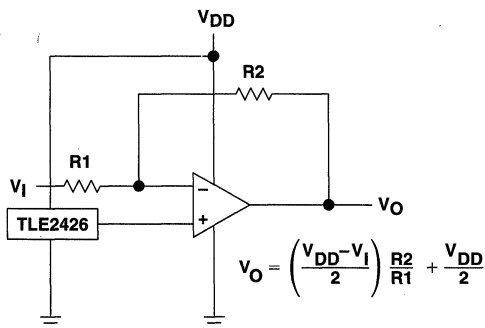 VDD
R2
R1
VI
TLE2426
−
+
VO
VO = ( (VDD−VI) / 2 ) R2 / R1 + VDD / 2